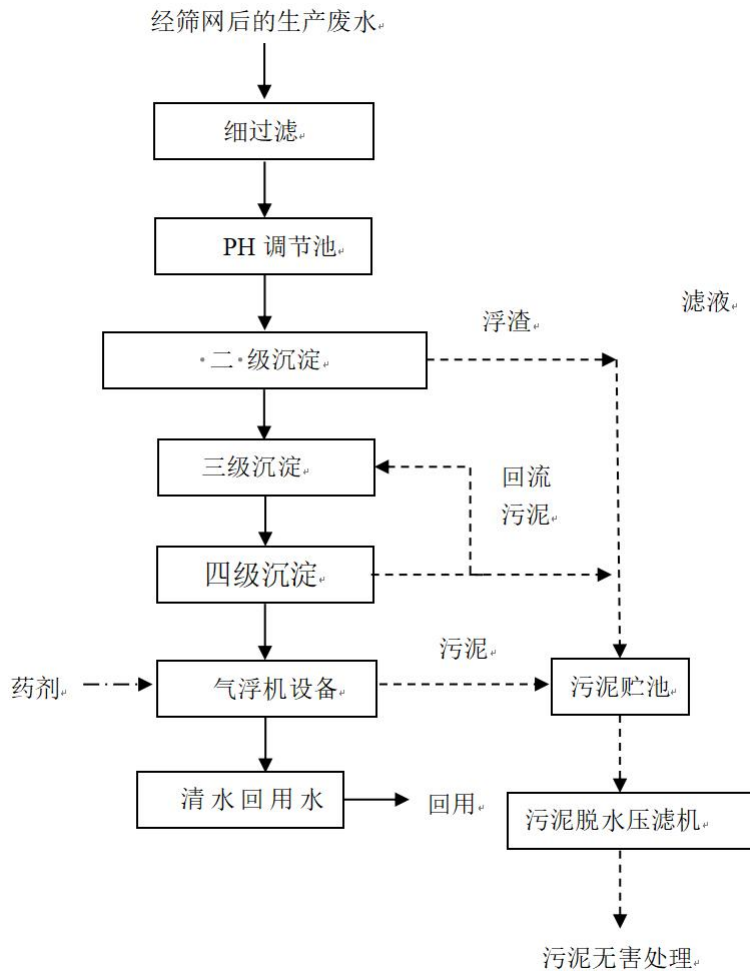 经筛网后的生产废水
细过滤
PH 调节池
滤液
浮渣
·二·级沉淀
三级沉淀
回流
污泥
四级沉淀
污泥
药剂
气浮机设备
污泥贮池
清水回用水
回用
污泥脱水压滤机
污泥无害处理